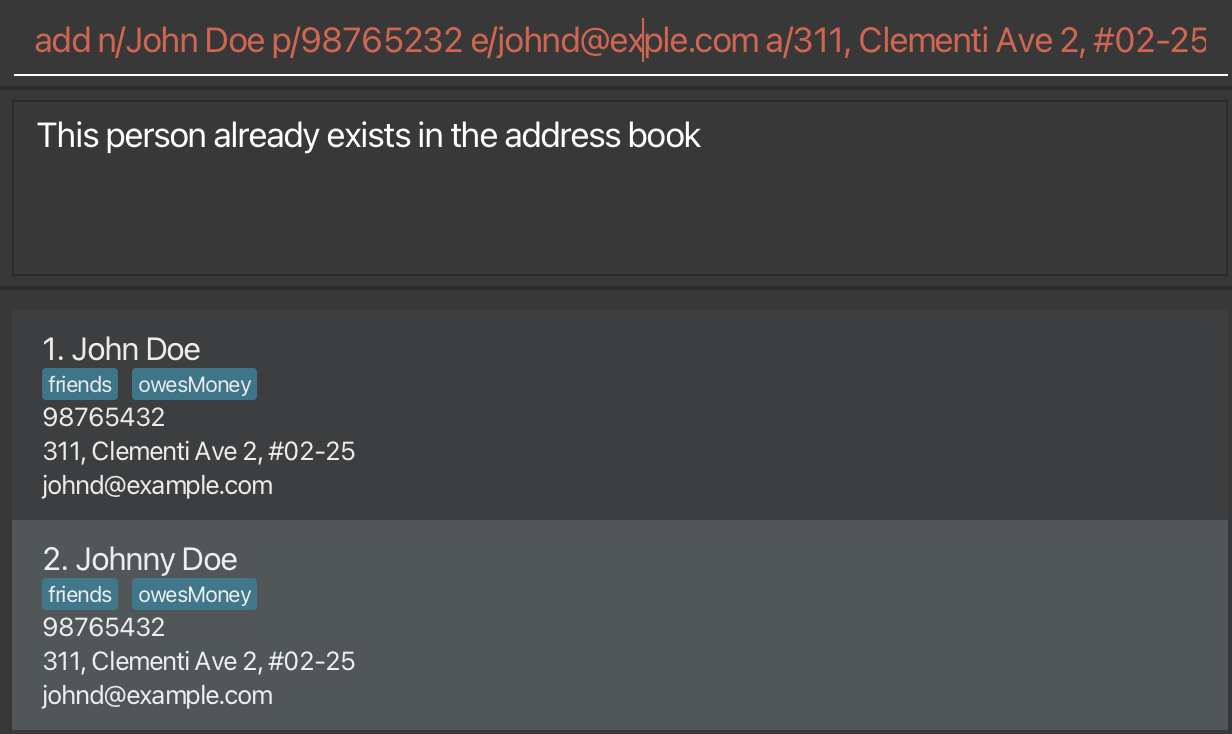 add n/John Doe p/98765232 e/johnd@exple.com a/311, Clementi Ave 2, #02-25
This person already exists in the address book
1. John Doe
friends owesMoney
98765432
311, Clementi Ave 2, #02-25
johnd@example.com
2. Johnny Doe
friends owesMoney
98765432
311, Clementi Ave 2, #02-25
johnd@example.com